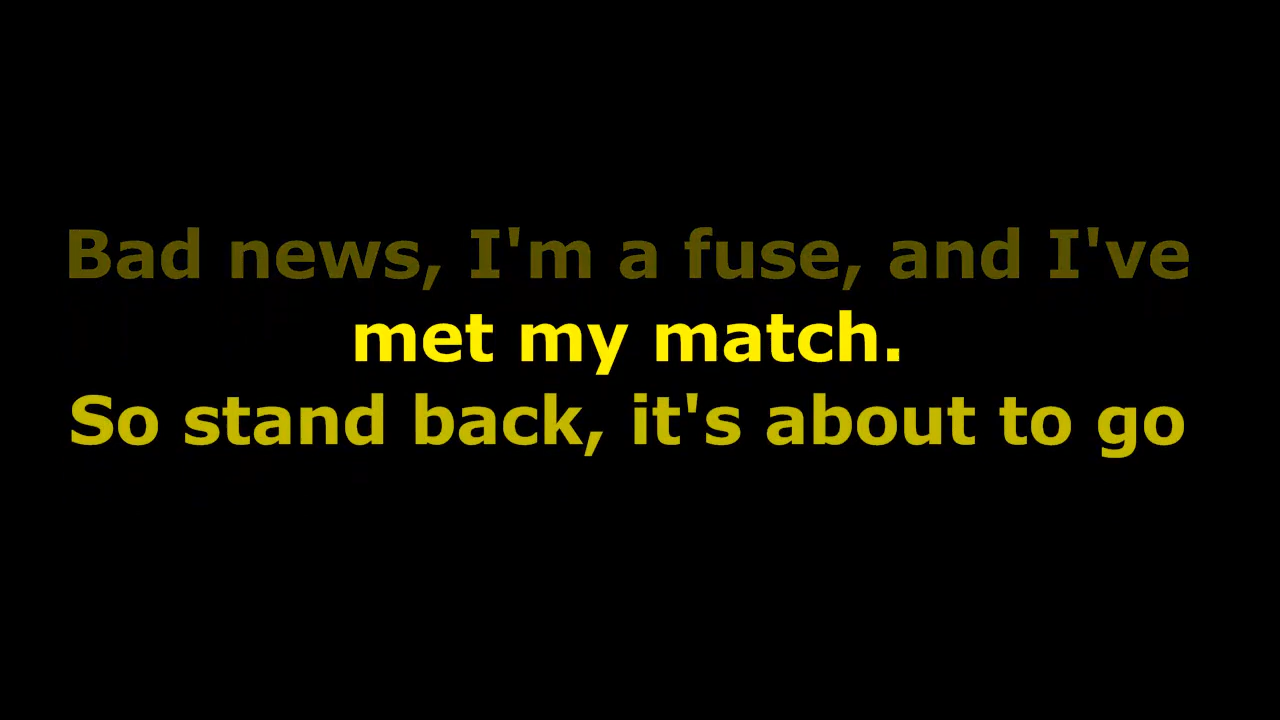 Bad news, I'm a fuse, and I've
met my match.
So stand back, it's about to go